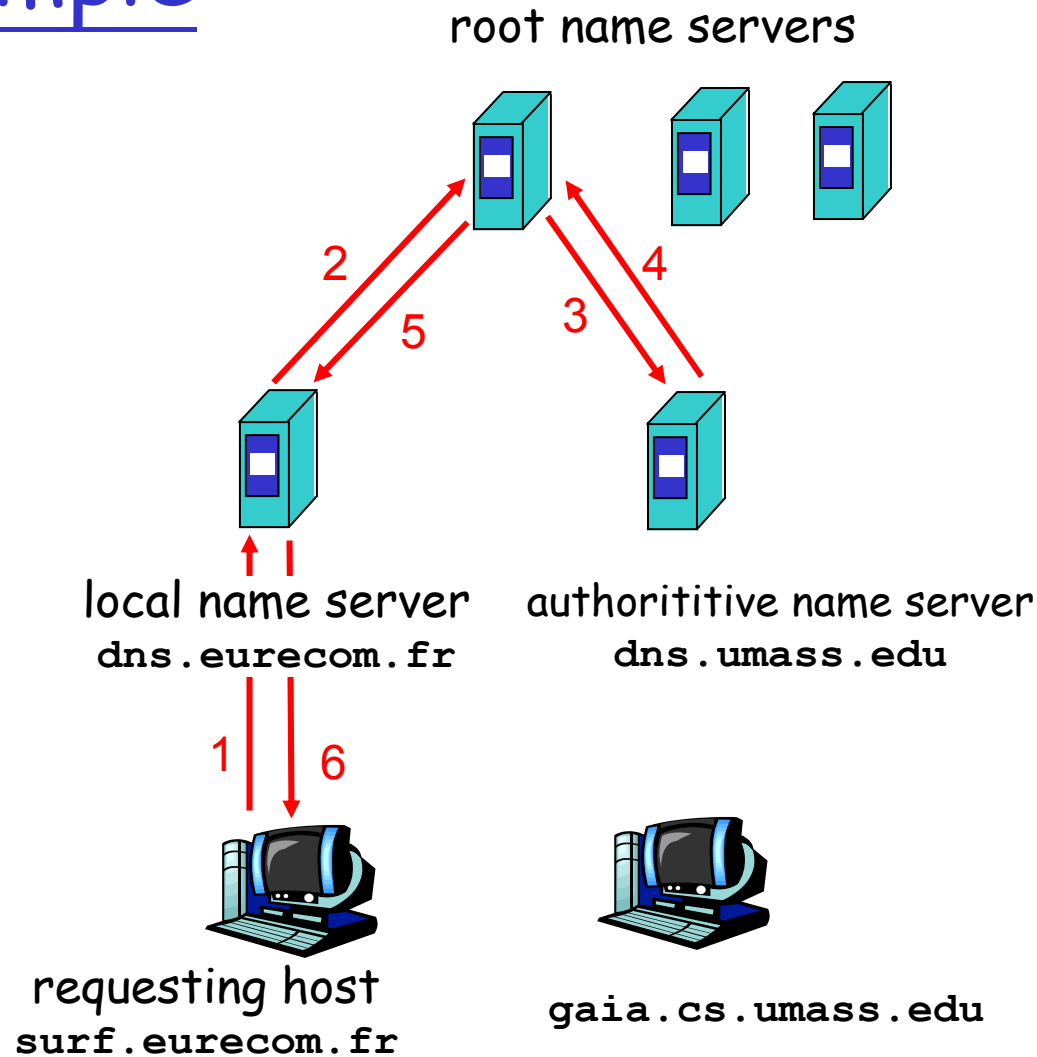 root name servers
2
5
3
4
local name server
dns.eurecom.fr
authorititive name server
dns.umass.edu
1
6
requesting host
surf.eurecom.fr
gaia.cs.umass.edu